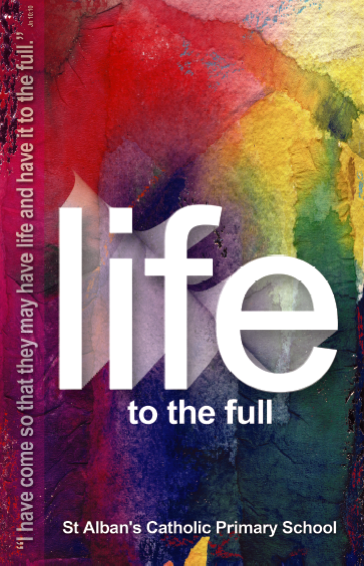 “I have come so that they may have life and have it to the full.” Jn 10:10
life
to the full
St Alban's Catholic Primary School